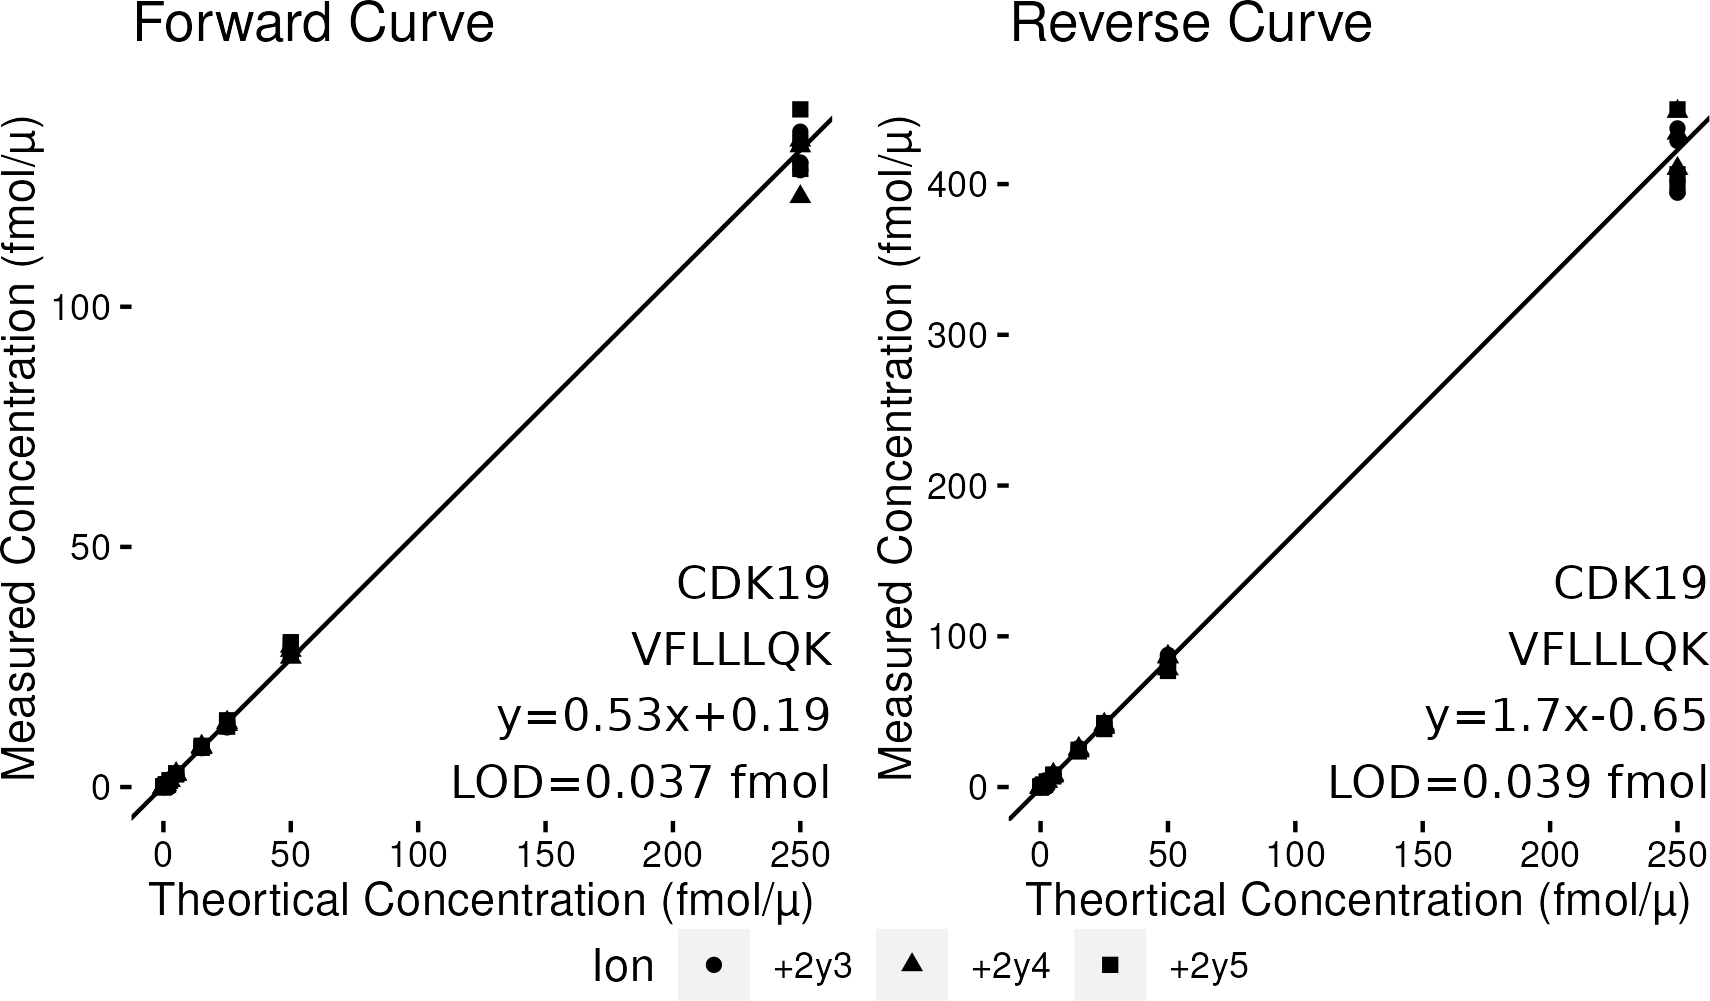 Forward Curve
Measured Concentration (fmol/µ)
100
50
0
CDK19
VFLLLQK
y=0.53x+0.19
LOD=0.037 fmol
0 50 100 150 200 250
Theortical Concentration (fmol/µ)
Reverse Curve
Measured Concentration (fmol/µ)
400
300
200
100
0
CDK19
VFLLLQK
y=1.7x-0.65
LOD=0.039 fmol
0 50 100 150 200 250
Theortical Concentration (fmol/µ)
Ion +2y3 +2y4 +2y5